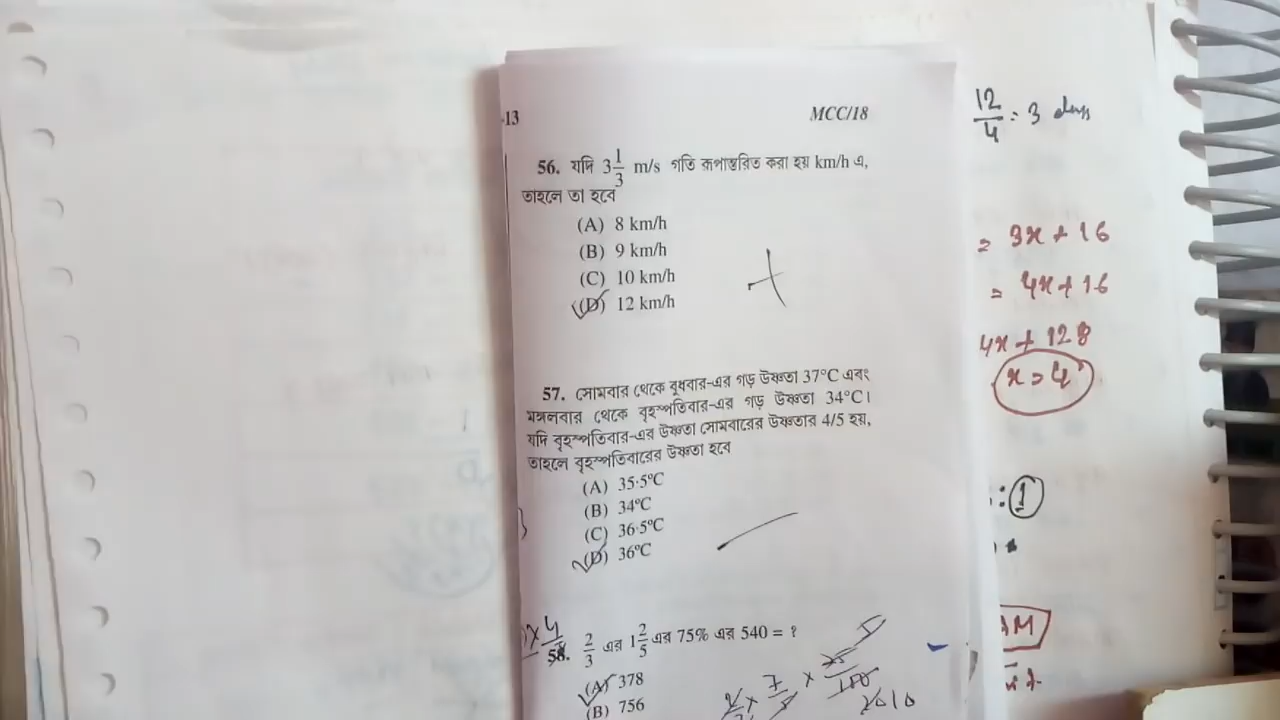 -13 MCC/18
12/4 = 3 days
56. যদি 3 1/3 m/s গতি রূপান্তরিত করা হয় km/h এ,
তাহলে তা হবে
(A) 8 km/h
(B) 9 km/h
(C) 10 km/h
(D) 12 km/h
= 3x + 16
= 4x + 16
4x + 128
x = 4
57. সোমবার থেকে বুধবার-এর গড় উষ্ণতা 37°C এবং
মঙ্গলবার থেকে বৃহস্পতিবার-এর গড় উষ্ণতা 34°C।
যদি বৃহস্পতিবার-এর উষ্ণতা সোমবারের উষ্ণতার 4/5 হয়,
তাহলে বৃহস্পতিবারের উষ্ণতা হবে
(A) 35·5°C
(B) 34°C
(C) 36·5°C
(D) 36°C
: 1
× 4
58. 2/3 এর 1 2/5 এর 75% এর 540 = ?
(A) 378
(B) 756
AM